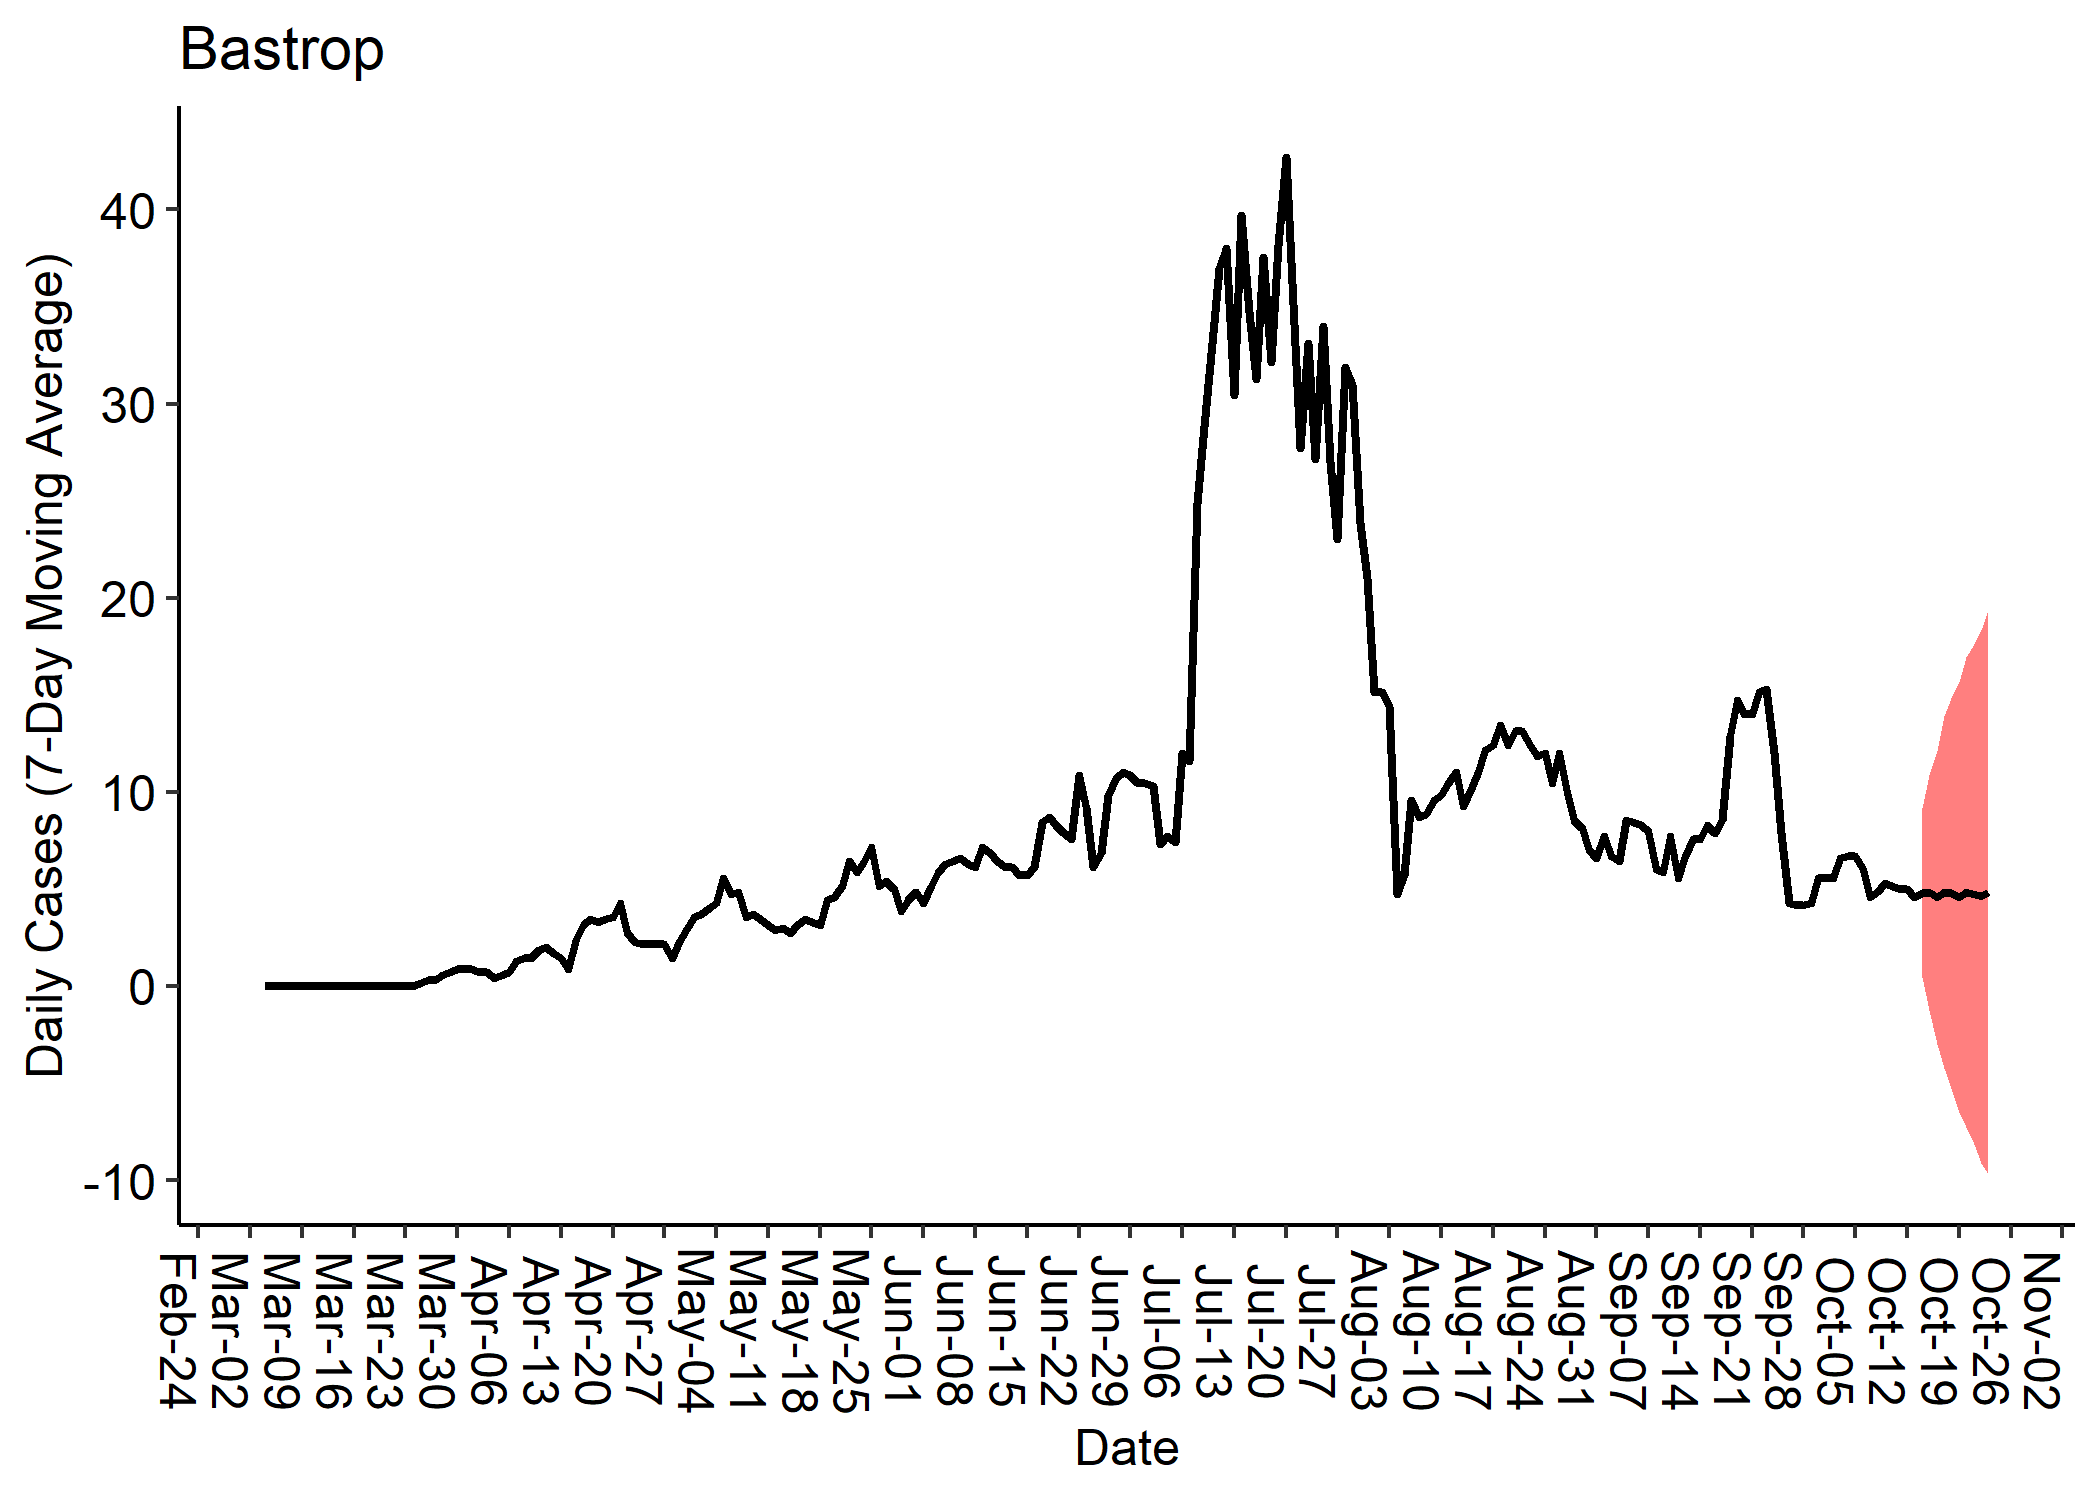 Bastrop
Daily Cases (7-Day Moving Average)
40
30
20
10
0
-10
Feb-24
Mar-02
Mar-09
Mar-16
Mar-23
Mar-30
Apr-06
Apr-13
Apr-20
Apr-27
May-04
May-11
May-18
May-25
Jun-01
Jun-08
Jun-15
Jun-22
Jun-29
Jul-06
Jul-13
Jul-20
Jul-27
Aug-03
Aug-10
Aug-17
Aug-24
Aug-31
Sep-07
Sep-14
Sep-21
Sep-28
Oct-05
Oct-12
Oct-19
Oct-26
Nov-02
Date